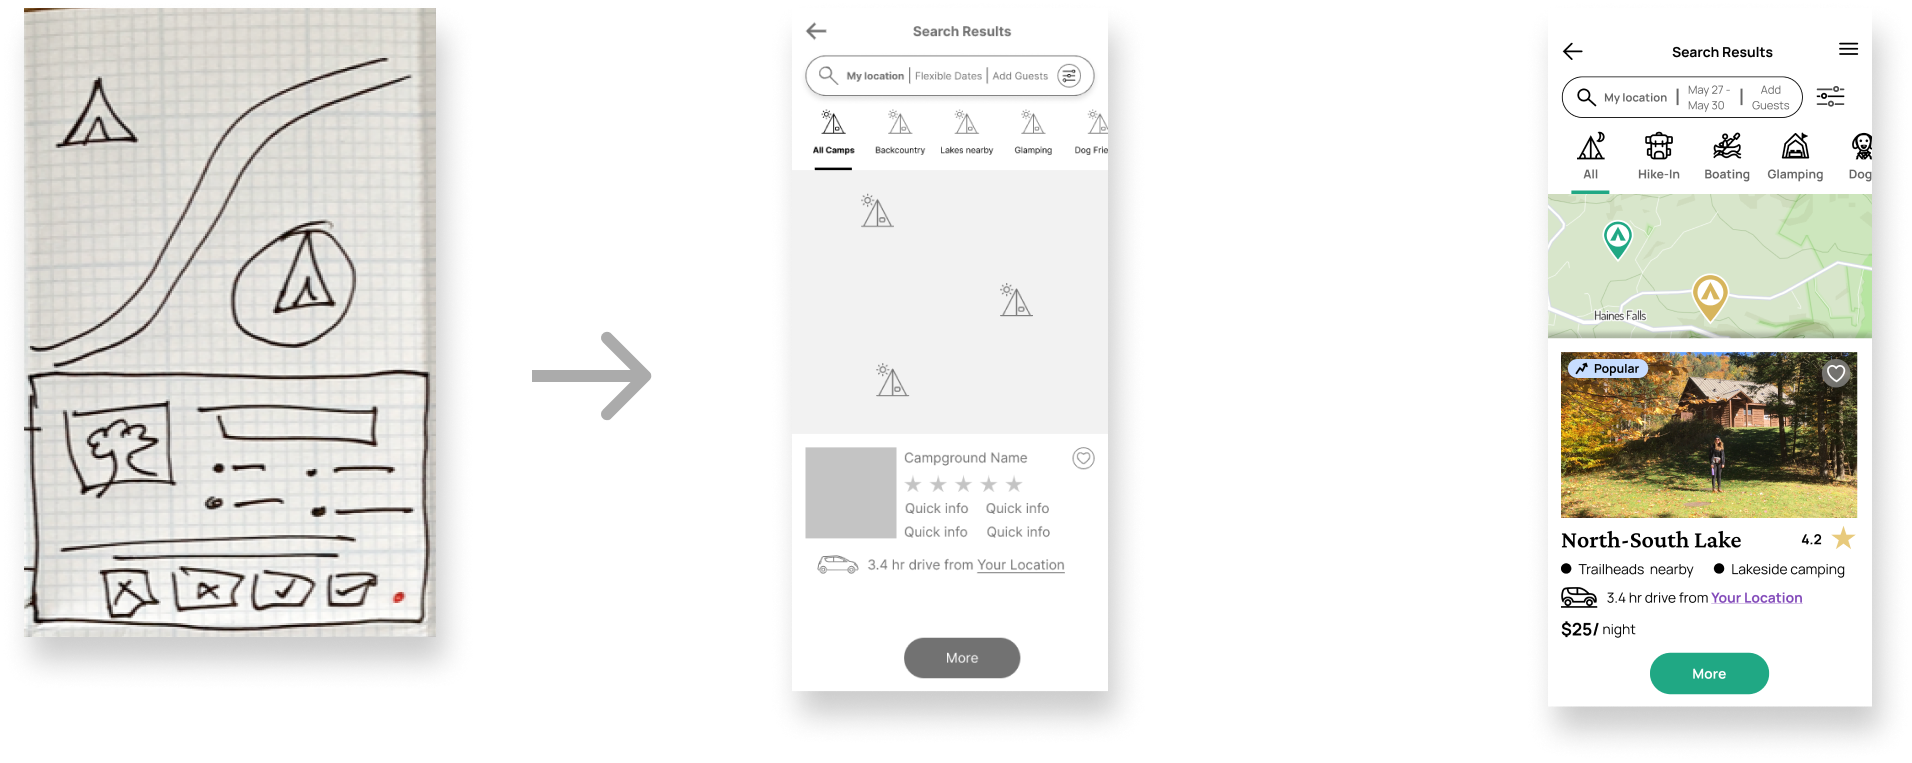 Search Results
My location | Flexible Dates | Add Guests
All Camps
Backcountry
Lakes nearby
Glamping
Dog Frie
Campground Name
Quick info
Quick info
Quick info
Quick info
3.4 hr drive from Your Location
More
Search Results
My location | May 27 - May 30 | Add Guests
All
Hike-In
Boating
Glamping
Dog
Haines Falls
Popular
North-South Lake
4.2
Trailheads nearby
Lakeside camping
3.4 hr drive from Your Location
$25/ night
More